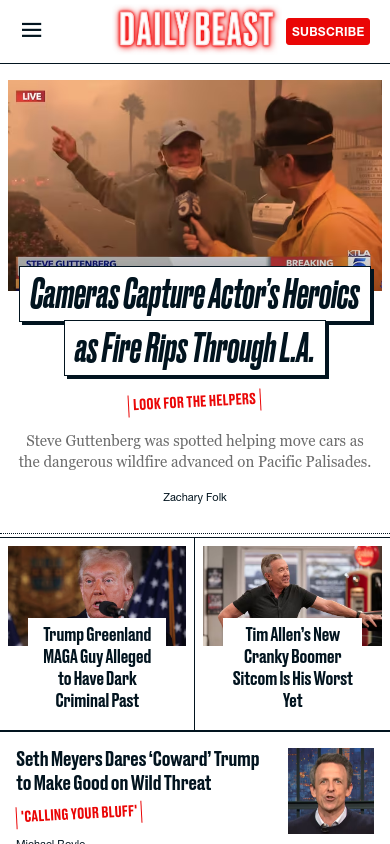 DAILY BEAST
SUBSCRIBE
LIVE
5
STEVE GUTTENBERG
BREAKING
KTLA
5
Cameras Capture Actor's Heroics
as Fire Rips Through L.A.
LOOK FOR THE HELPERS
Steve Guttenberg was spotted helping move cars as
the dangerous wildfire advanced on Pacific Palisades.
Zachary Folk
Trump Greenland
MAGA Guy Alleged
to Have Dark
Criminal Past
Tim Allen's New
Cranky Boomer
Sitcom Is His Worst
Yet
Seth Meyers Dares ‘Coward’ Trump
to Make Good on Wild Threat
'CALLING YOUR BLUFF'